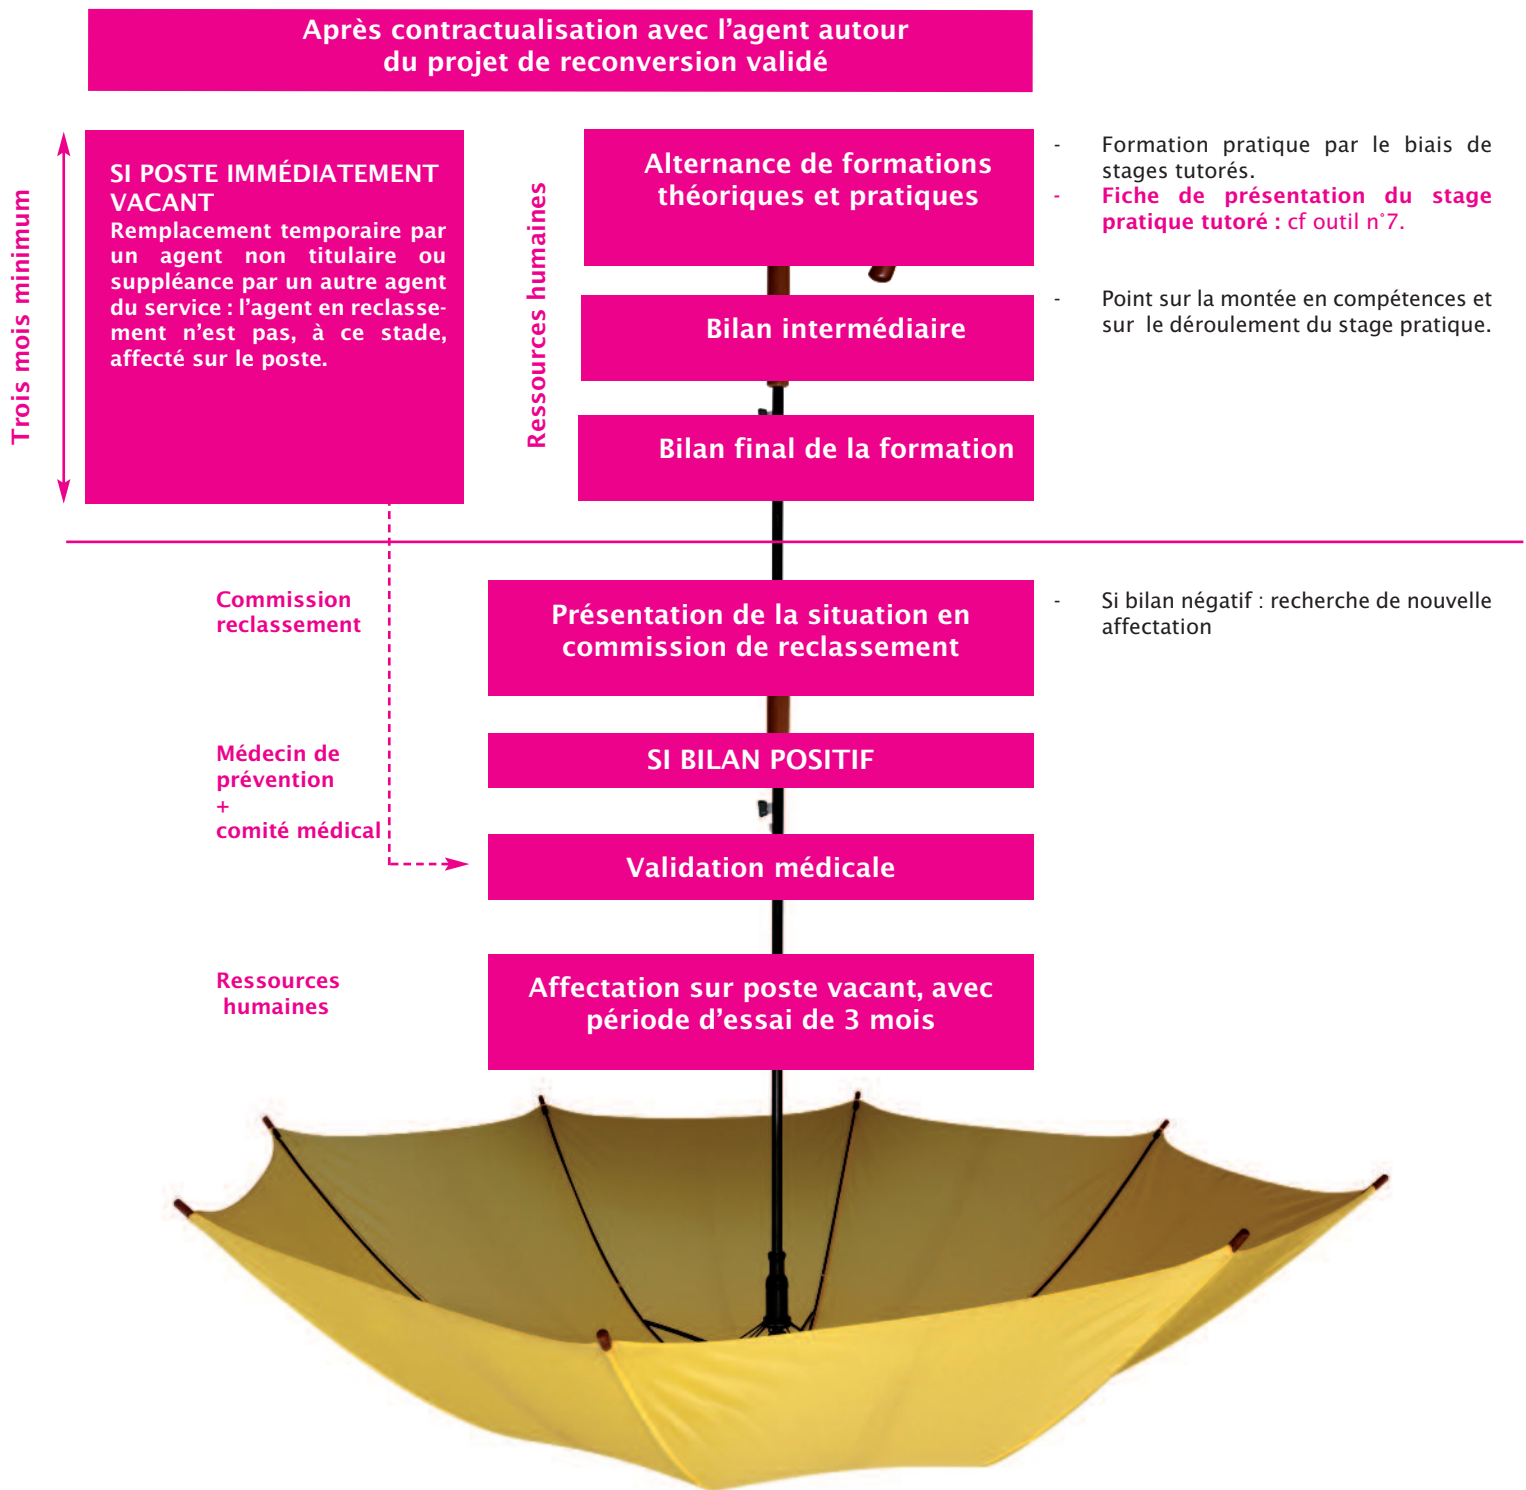 Après contractualisation avec l’agent autour
du projet de reconversion validé
Trois mois minimum
SI POSTE IMMÉDIATEMENT
VACANT
Remplacement temporaire par
un agent non titulaire ou
suppléance par un autre agent
du service : l’agent en reclasse-
ment n’est pas, à ce stade,
affecté sur le poste.
Ressources humaines
Alternance de formations
théoriques et pratiques
- Formation pratique par le biais de
stages tutorés.
- Fiche de présentation du stage
pratique tutoré : cf outil n°7.
Bilan intermédiaire
- Point sur la montée en compétences et
sur le déroulement du stage pratique.
Bilan final de la formation
Commission
reclassement
Présentation de la situation en
commission de reclassement
- Si bilan négatif : recherche de nouvelle
affectation
Médecin de
prévention
+
comité médical
SI BILAN POSITIF
Validation médicale
Ressources
humaines
Affectation sur poste vacant, avec
période d’essai de 3 mois